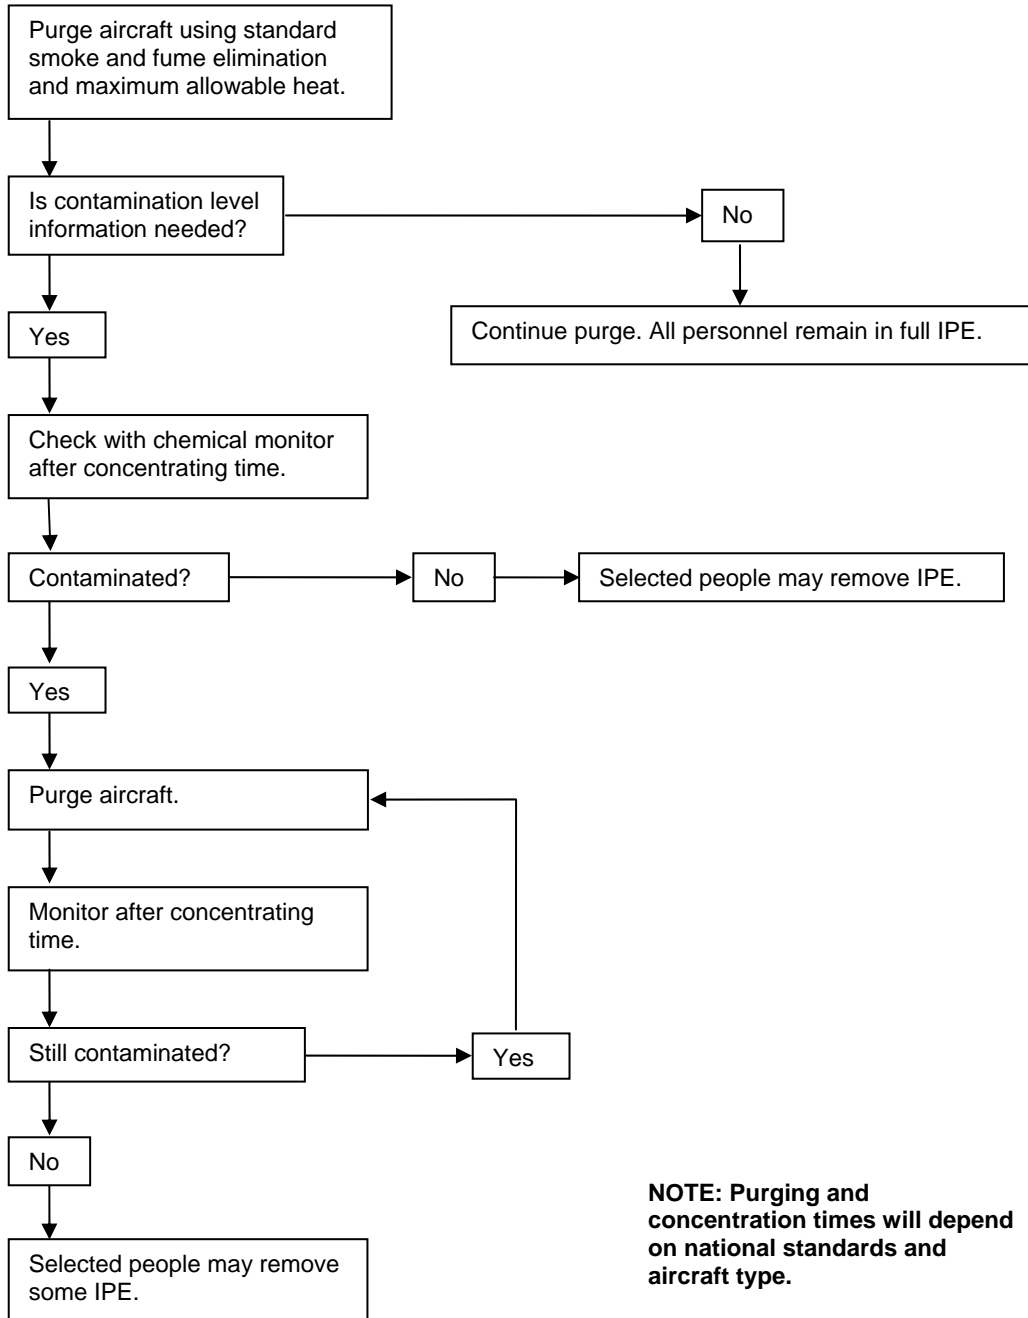 Purge aircraft using standard
smoke and fume elimination
and maximum allowable heat.
Is contamination level
information needed?
No
Yes
Continue purge. All personnel remain in full IPE.
Check with chemical monitor
after concentrating time.
Contaminated?
No
Selected people may remove IPE.
Yes
Purge aircraft.
Monitor after concentrating
time.
Still contaminated?
Yes
No
Selected people may remove
some IPE.
NOTE: Purging and
concentration times will depend
on national standards and
aircraft type.